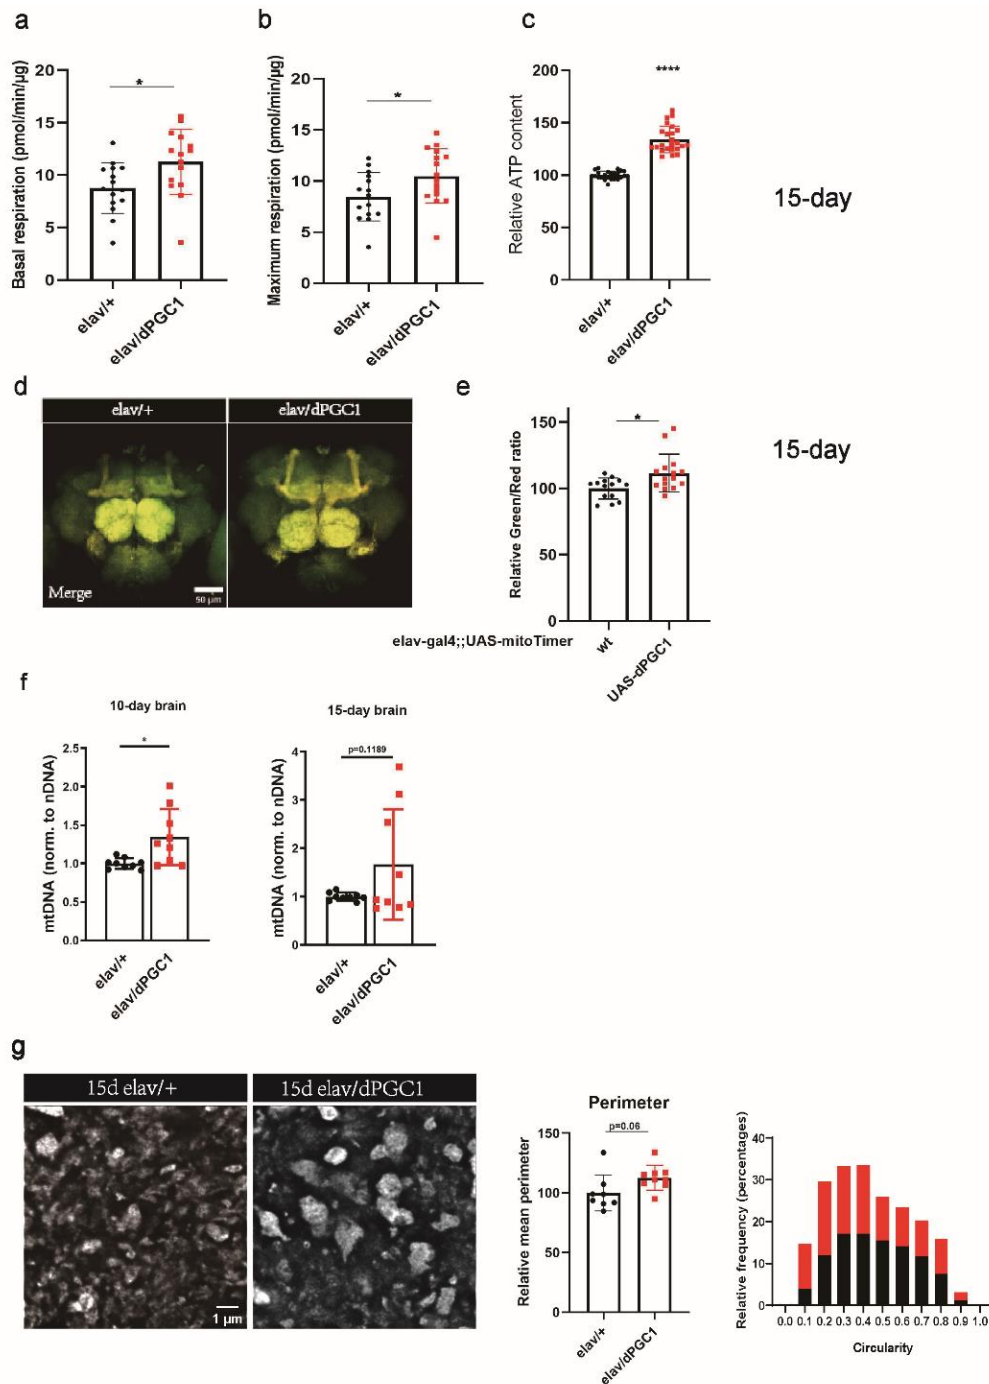 a
b
c
Basal respiration (pmol/min/µg)
20
15
10
5
0
*
elav/+
elav/dPGC1
Maximum respiration (pmol/min/µg)
20
15
10
5
0
*
elav/+
elav/dPGC1
Relative ATP content
200
150
100
50
0
****
elav/+
elav/dPGC1
15-day
d
elav/+
elav/dPGC1
Merge
50 µm
e
Relative Green/Red ratio
150
100
50
0
*
elav-gal4;;UAS-mitoTimer
wt
UAS-dPGC1
15-day
f
10-day brain
mtDNA (norm. to nDNA)
2.5
2.0
1.5
1.0
0.5
0.0
*
elav/+
elav/dPGC1
15-day brain
mtDNA (norm. to nDNA)
4
3
2
1
0
p=0.1189
elav/+
elav/dPGC1
g
15d elav/+
15d elav/dPGC1
1 µm
Perimeter
Relative mean perimeter
150
100
50
0
p=0.06
elav/+
elav/dPGC1
Relative frequency (percentages)
40
30
20
10
0
0.0 0.1 0.2 0.3 0.4 0.5 0.6 0.7 0.8 0.9 1.0
Circularity